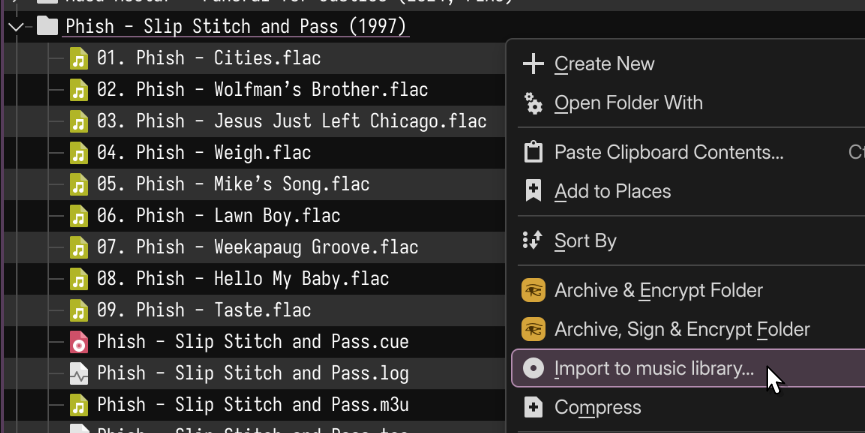 Phish - Slip Stitch and Pass (1997)
01. Phish - Cities.flac
02. Phish - Wolfman’s Brother.flac
03. Phish - Jesus Just Left Chicago.flac
04. Phish - Weigh.flac
05. Phish - Mike’s Song.flac
06. Phish - Lawn Boy.flac
07. Phish - Weekapaug Groove.flac
08. Phish - Hello My Baby.flac
09. Phish - Taste.flac
Phish - Slip Stitch and Pass.cue
Phish - Slip Stitch and Pass.log
Phish - Slip Stitch and Pass.m3u
Create New
Open Folder With
Paste Clipboard Contents...
Add to Places
Sort By
Archive & Encrypt Folder
Archive, Sign & Encrypt Folder
Import to music library...
Compress